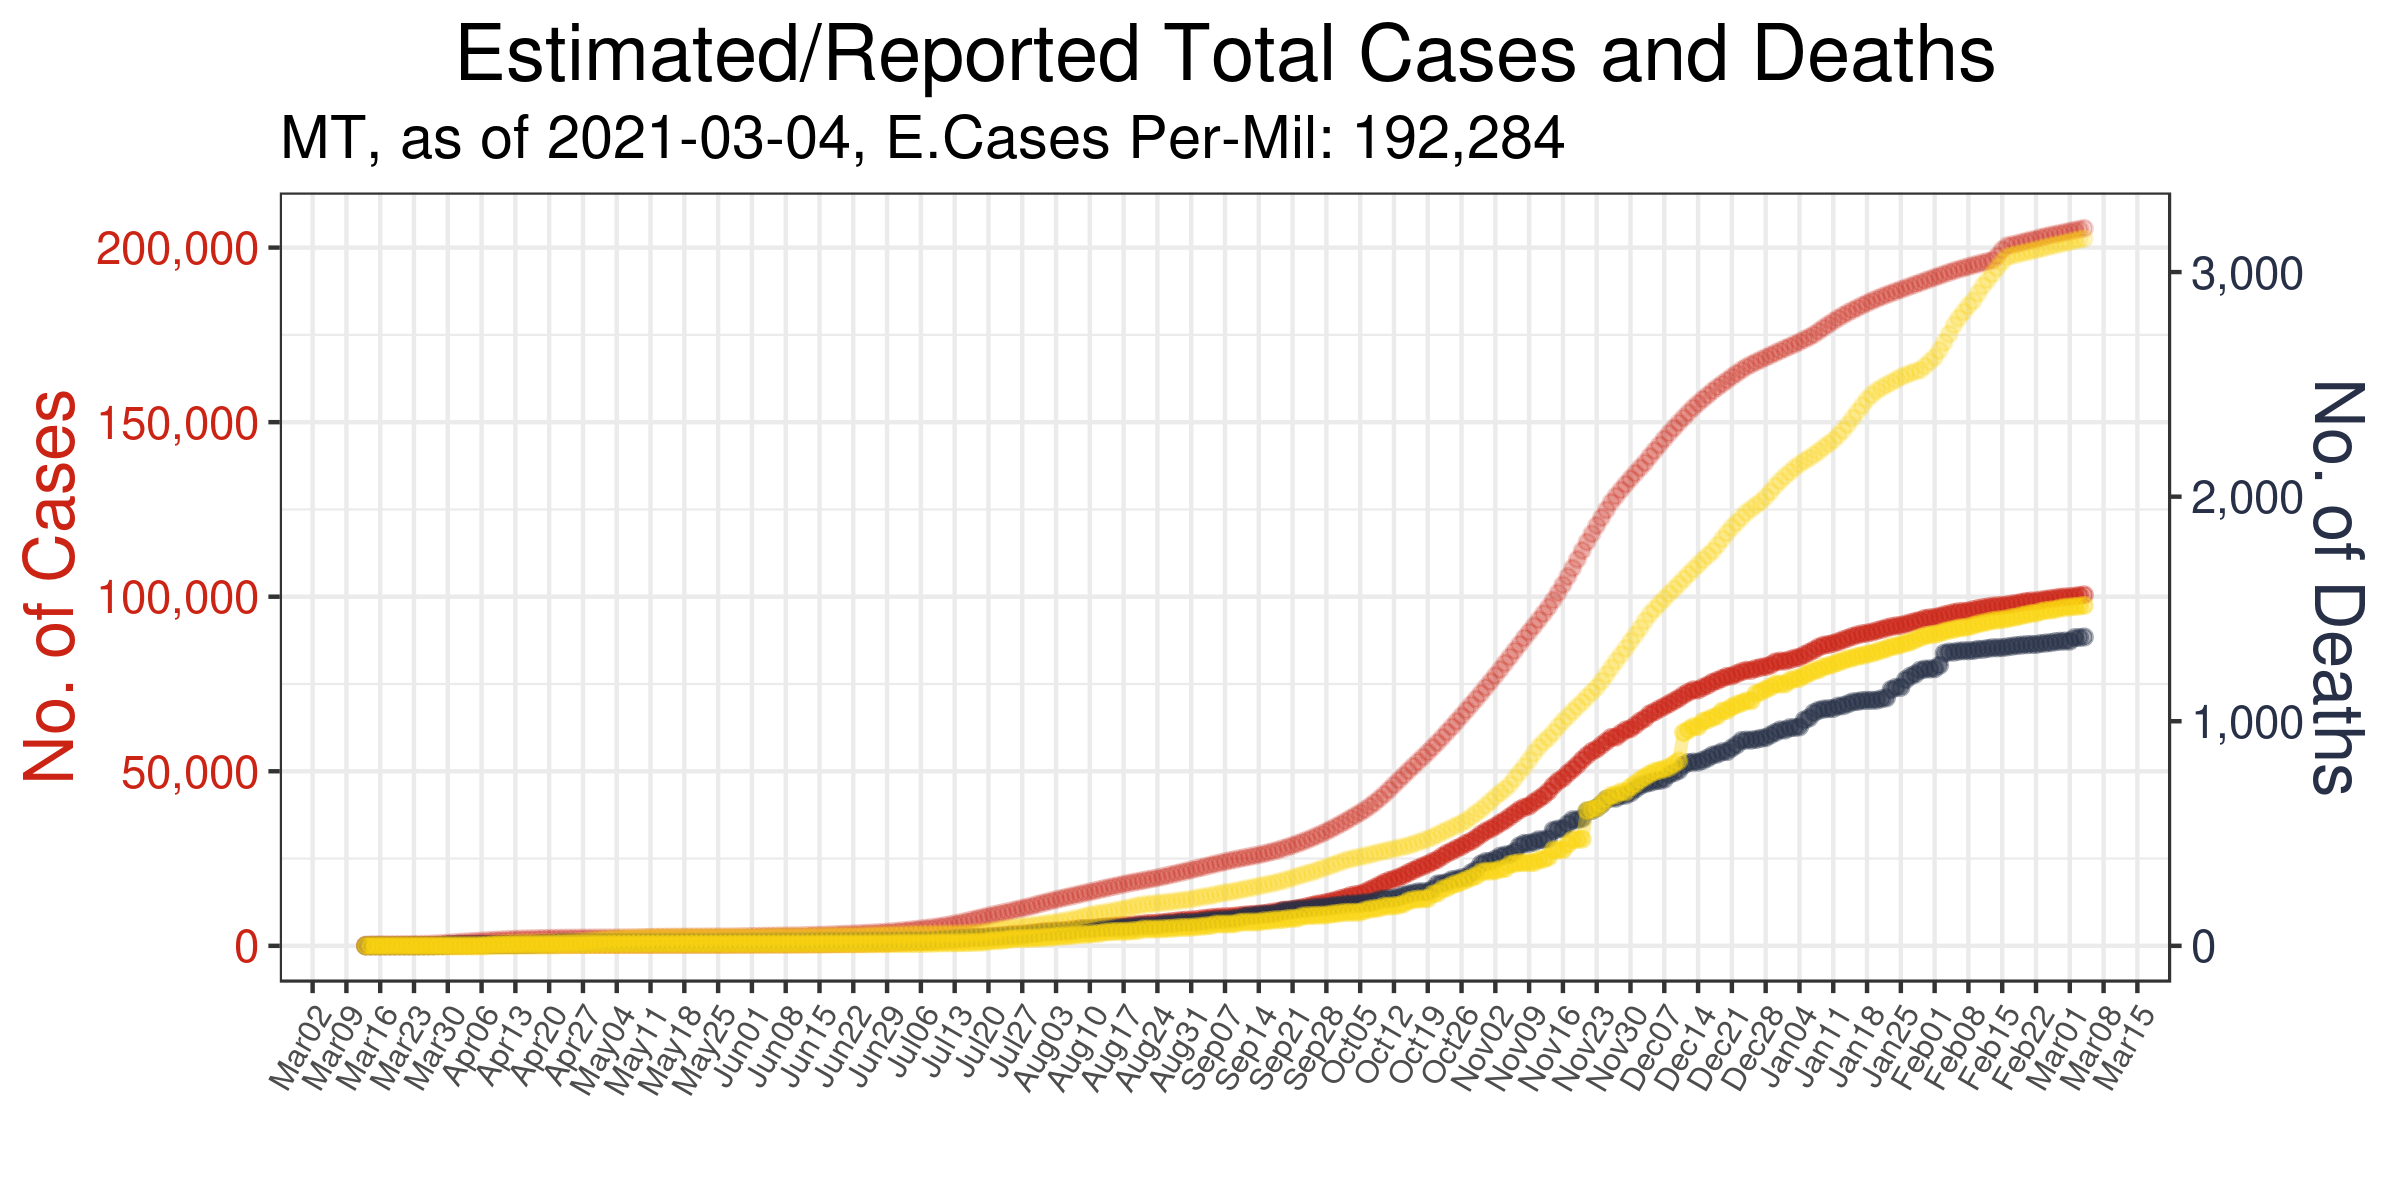 Estimated/Reported Total Cases and Deaths
MT, as of 2021-03-04, E.Cases Per-Mil: 192,284
No. of Cases
200,000
150,000
100,000
50,000
0
3,000
2,000
1,000
0
No. of Deaths
Mar02
Mar09
Mar16
Mar23
Mar30
Apr06
Apr13
Apr20
Apr27
May04
May11
May18
May25
Jun01
Jun08
Jun15
Jun22
Jun29
Jul06
Jul13
Jul20
Jul27
Aug03
Aug10
Aug17
Aug24
Aug31
Sep07
Sep14
Sep21
Sep28
Oct05
Oct12
Oct19
Oct26
Nov02
Nov09
Nov16
Nov23
Nov30
Dec07
Dec14
Dec21
Dec28
Jan04
Jan11
Jan18
Jan25
Feb01
Feb08
Feb15
Feb22
Mar01
Mar08
Mar15